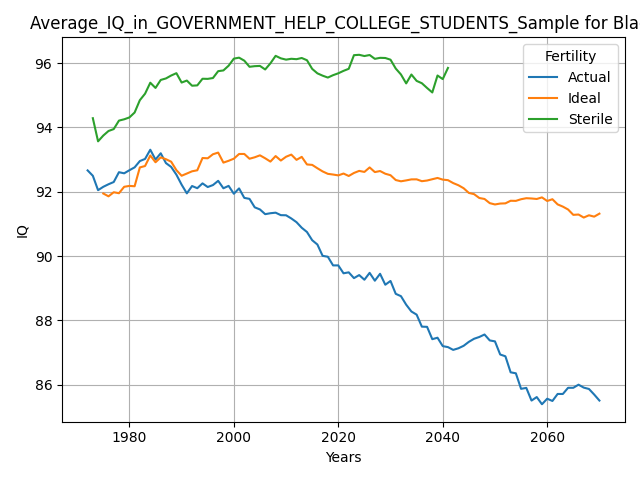 Average_IQ_in_GOVERNMENT_HELP_COLLEGE_STUDENTS_Sample for Bla
Fertility
Actual
Ideal
Sterile
IQ
96
94
92
90
88
86
1980
2000
2020
2040
2060
Years